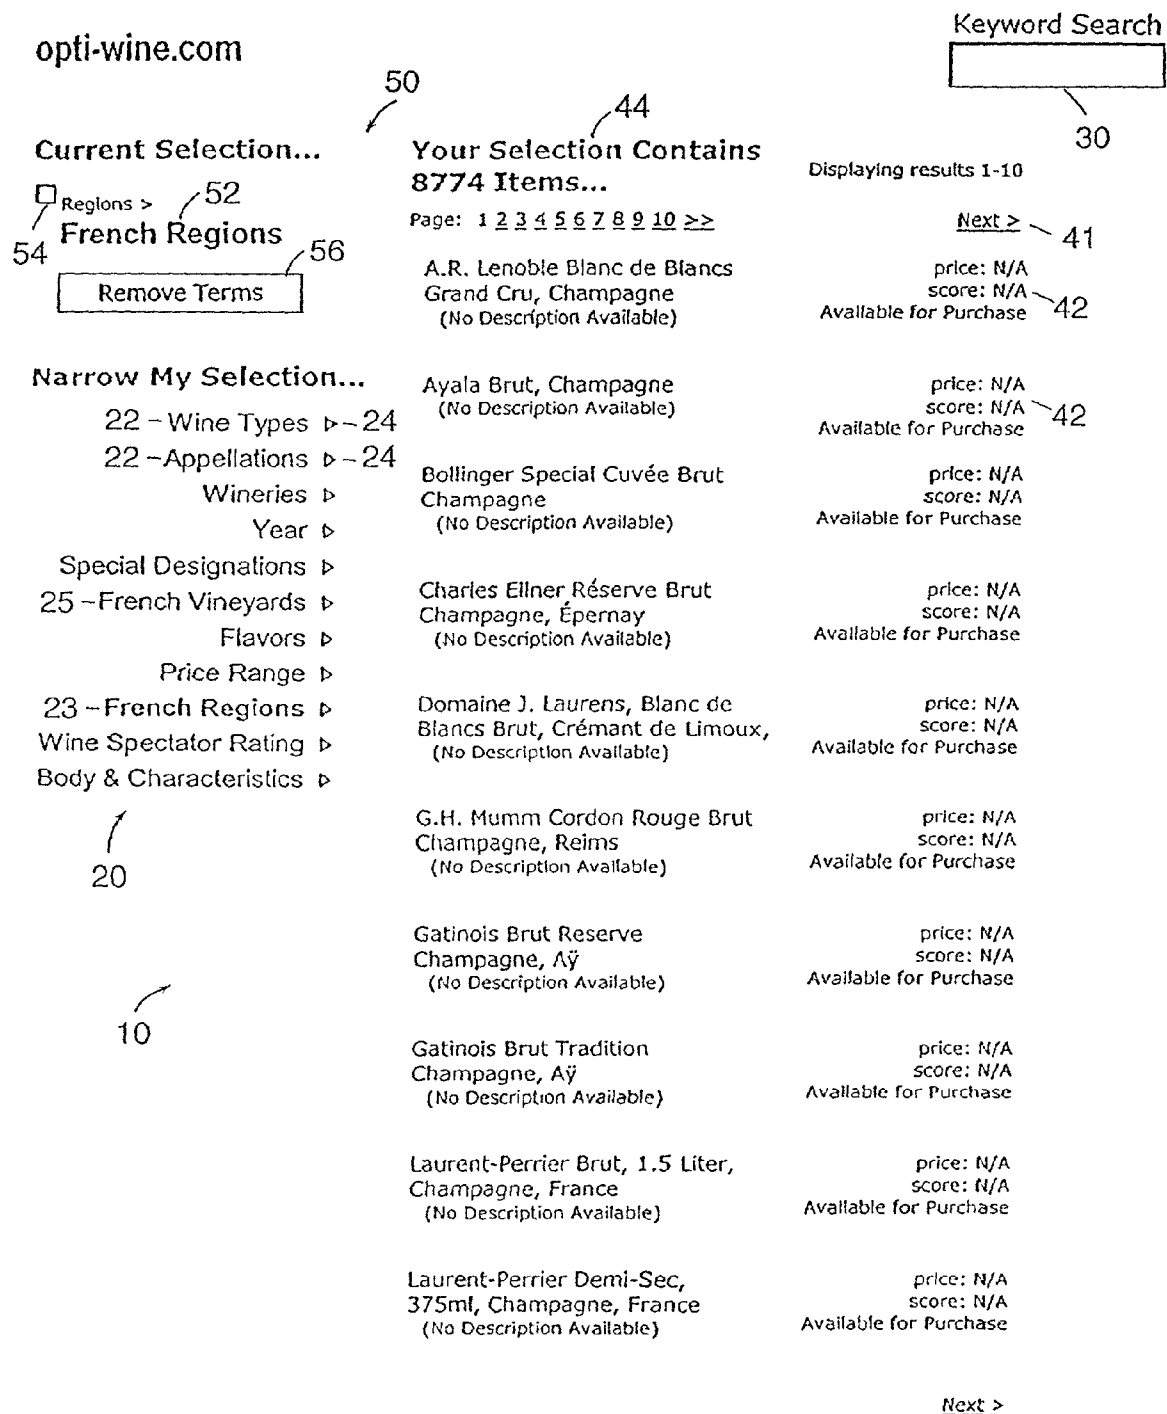 opti-wine.com
Keyword Search
30
50
Current Selection...
Regions >
52
54
French Regions
56
Remove Terms
Narrow My Selection...
22 – Wine Types ▷ – 24
22 – Appellations ▷ – 24
Wineries ▷
Year ▷
Special Designations ▷
25 – French Vineyards ▷
Flavors ▷
Price Range ▷
23 – French Regions ▷
Wine Spectator Rating ▷
Body & Characteristics ▷
20
10
44
Your Selection Contains
8774 Items...
Displaying results 1-10
Page: 1 2 3 4 5 6 7 8 9 10 >>
Next >
41
A.R. Lenoble Blanc de Blancs
Grand Cru, Champagne
(No Description Available)
price: N/A
score: N/A
42
Available for Purchase
Ayala Brut, Champagne
(No Description Available)
price: N/A
score: N/A
42
Available for Purchase
Bollinger Special Cuvée Brut
Champagne
(No Description Available)
price: N/A
score: N/A
Available for Purchase
Charles Ellner Réserve Brut
Champagne, Épernay
(No Description Available)
price: N/A
score: N/A
Available for Purchase
Domaine J. Laurens, Blanc de
Blancs Brut, Crémant de Limoux,
(No Description Available)
price: N/A
score: N/A
Available for Purchase
G.H. Mumm Cordon Rouge Brut
Champagne, Reims
(No Description Available)
price: N/A
score: N/A
Available for Purchase
Gatinois Brut Reserve
Champagne, Aÿ
(No Description Available)
price: N/A
score: N/A
Available for Purchase
Gatinois Brut Tradition
Champagne, Aÿ
(No Description Available)
price: N/A
score: N/A
Available for Purchase
Laurent-Perrier Brut, 1.5 Liter,
Champagne, France
(No Description Available)
price: N/A
score: N/A
Available for Purchase
Laurent-Perrier Demi-Sec,
375ml, Champagne, France
(No Description Available)
price: N/A
score: N/A
Available for Purchase
Next >